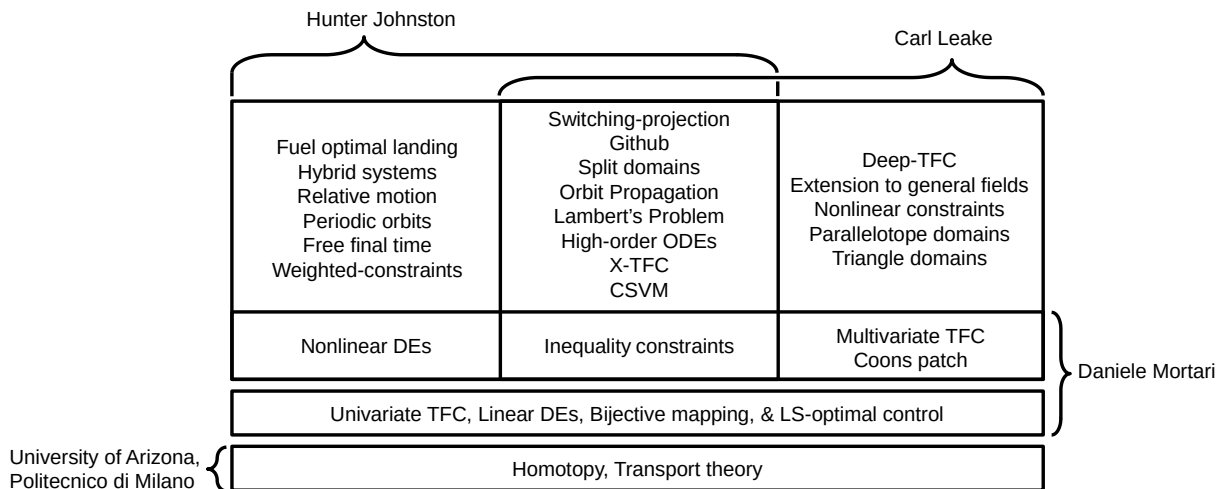 Hunter Johnston
Carl Leake
Fuel optimal landing
Hybrid systems
Relative motion
Periodic orbits
Free final time
Weighted-constraints
Switching-projection
Github
Split domains
Orbit Propagation
Lambert's Problem
High-order ODEs
X-TFC
CSVM
Deep-TFC
Extension to general fields
Nonlinear constraints
Parallelotope domains
Triangle domains
Nonlinear DEs
Inequality constraints
Multivariate TFC
Coons patch
Daniele Mortari
Univariate TFC, Linear DEs, Bijective mapping, & LS-optimal control
University of Arizona,
Politecnico di Milano
Homotopy, Transport theory